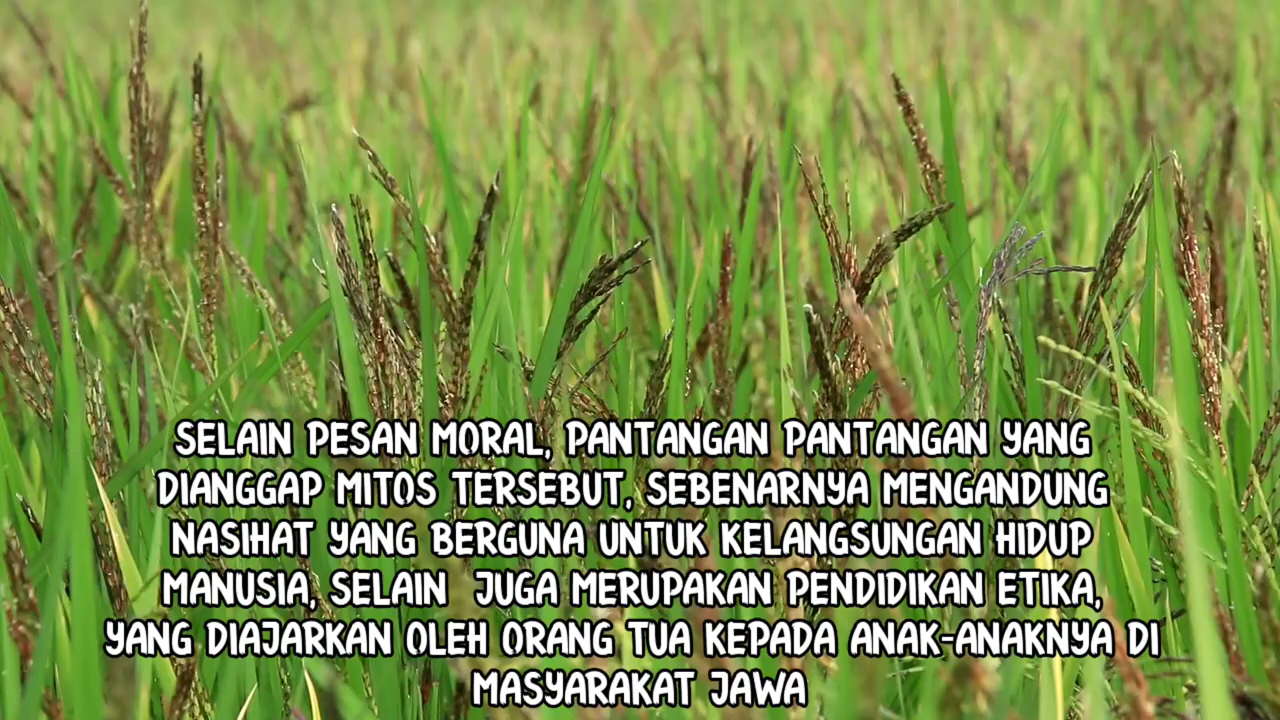 SELAIN PESAN MORAL, PANTANGAN PANTANGAN YANG
DIANGGAP MITOS TERSEBUT, SEBENARNYA MENGANDUNG
NASIHAT YANG BERGUNA UNTUK KELANGSUNGAN HIDUP
MANUSIA, SELAIN JUGA MERUPAKAN PENDIDIKAN ETIKA,
YANG DIAJARKAN OLEH ORANG TUA KEPADA ANAK-ANAKNYA DI
MASYARAKAT JAWA